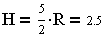 H = 5/2 · R = 2.5